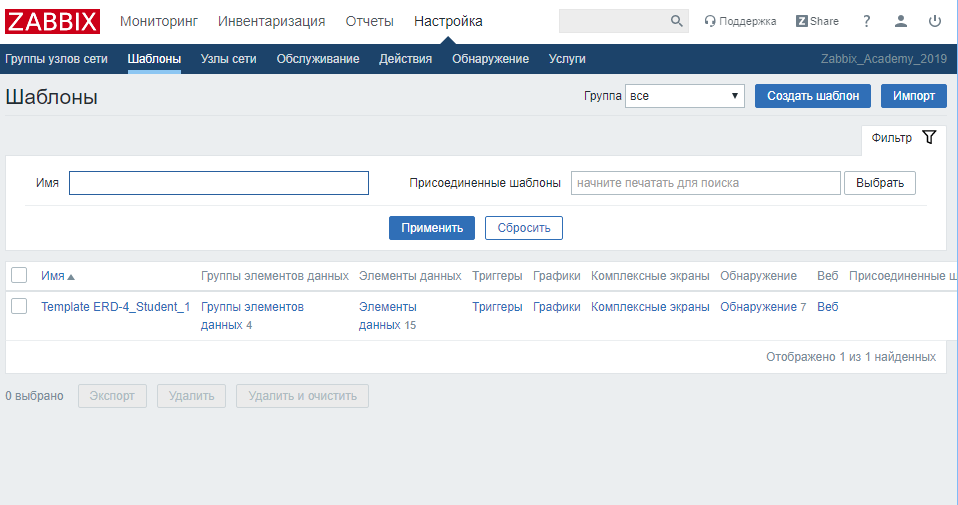 ZABBIX Мониторинг Инвентаризация Отчеты Настройка Поддержка Z Share ?
Группы узлов сети Шаблоны Узлы сети Обслуживание Действия Обнаружение Услуги Zabbix_Academy_2019
Шаблоны Группа все Создать шаблон Импорт
Фильтр
Имя Присоединенные шаблоны начните печатать для поиска Выбрать
Применить Сбросить
Имя Группы элементов данных Элементы данных Триггеры Графики Комплексные экраны Обнаружение Веб Присоединенные ш
Template ERD-4_Student_1 Группы элементов Элементы Триггеры Графики Комплексные экраны Обнаружение 7 Веб
данных 4 данных 15
Отображено 1 из 1 найденных
0 выбрано Экспорт Удалить Удалить и очистить